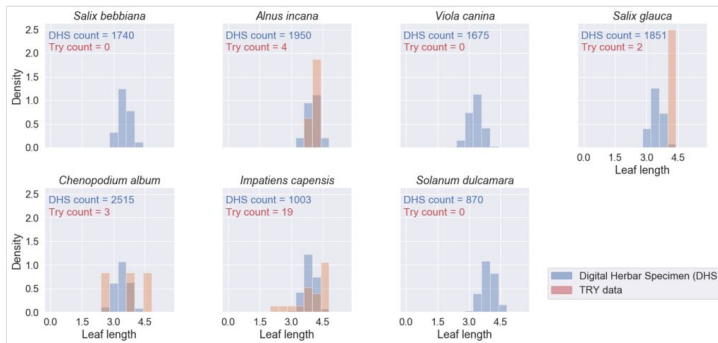 Salix bebbiana
Alnus incana
Viola canina
Salix glauca
2.5
2.0
1.5
1.0
0.5
0.0
Density
DHS count = 1740
Try count = 0
DHS count = 1950
Try count = 4
DHS count = 1675
Try count = 0
DHS count = 1851
Try count = 2
0.0 1.5 3.0 4.5
Leaf length
Chenopodium album
Impatiens capensis
Solanum dulcamara
2.5
2.0
1.5
1.0
0.5
0.0
Density
DHS count = 2515
Try count = 3
DHS count = 1003
Try count = 19
DHS count = 870
Try count = 0
0.0 1.5 3.0 4.5
0.0 1.5 3.0 4.5
0.0 1.5 3.0 4.5
Leaf length
Leaf length
Leaf length
Digital Herbar Specimen (DHS
TRY data